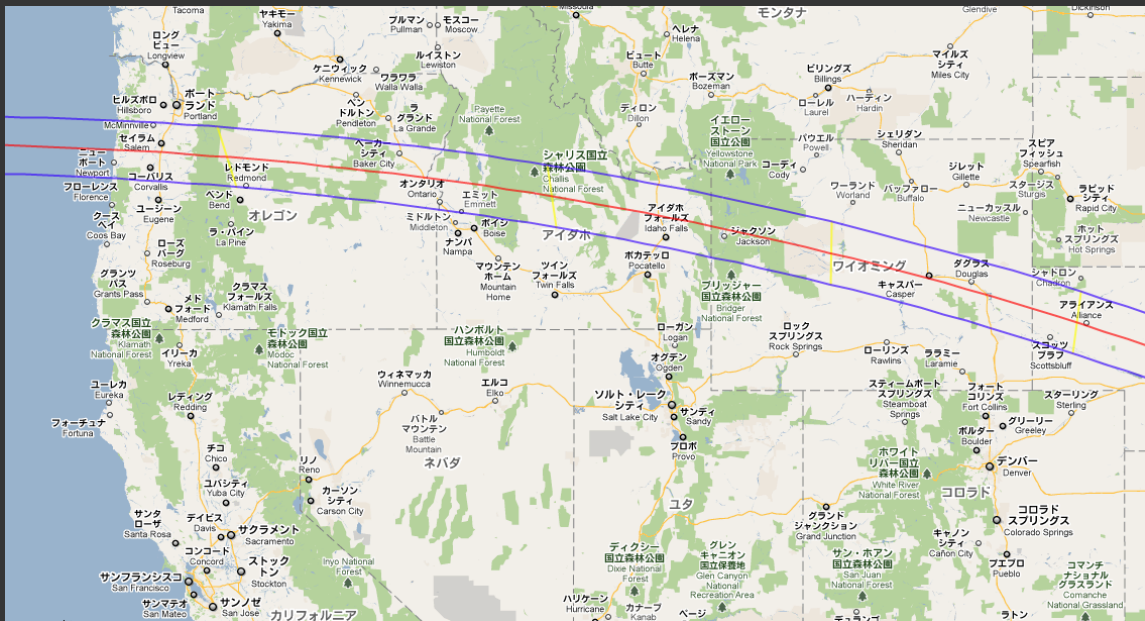 Tacoma
ヤキモー
Yakima
プルマン
Pullman
モスコー
Moscow
Missoula
ヘレナ
Helena
モンタナ
Glendive
Dickinson
ロング
ビュー
Longview
ケニウィック
Kennewick
ワラワラ
Walla Walla
ルイストン
Lewiston
ビュート
Butte
ボーズマン
Bozeman
ビリングズ
Billings
マイルズ
シティ
Miles City
ヒルズボロ
Hillsboro
ポート
ランド
Portland
ペン
ドルトン
Pendleton
ラ
グランド
La Grande
Payette
National Forest
ディロン
Dillon
イエロー
ストーン
国立公園
Yellowstone
National Park
ローレル
Laurel
ハーディン
Hardin
McMinnville
セイラム
Salem
ニュー
ポート
Newport
コーバリス
Corvallis
レドモンド
Redmond
ベーカー
シティ
Baker City
シャリス国立
森林公園
Challis
National Forest
コーディ
Cody
パウエル
Powell
シェリダン
Sheridan
ジレット
Gillette
スピア
フィッシュ
Spearfish
スタージス
Sturgis
ラピッド
シティ
Rapid City
フロレンス
Florence
ユージーン
Eugene
ベンド
Bend
オレゴン
オンタリオ
Ontario
エミット
Emmett
ワーランド
Worland
バッファロー
Buffalo
ニューカッスル
Newcastle
クース
ベイ
Coos Bay
ラ・パイン
La Pine
ミドルトン
Middleton
ボイシ
Boise
ナンパ
Nampa
アイダホ
アイダホ
フォールズ
Idaho Falls
ジャクソン
Jackson
ホット
スプリングズ
Hot Springs
ローズ
バーグ
Roseburg
マウンテン
ホーム
Mountain
Home
ツイン
フォールズ
Twin Falls
ポカテッロ
Pocatello
ワイオミング
キャスパー
Casper
ダグラス
Douglas
シャトロン
Chadron
グランツ
パス
Grants Pass
メド
フォード
Medford
クラマス
フォールズ
Klamath Falls
ブリッジャー
国立森林公園
Bridger
National Forest
アライアンス
Alliance
クラマス国立
森林公園
Klamath
National Forest
イリーカ
Yreka
モドック国立
森林公園
Modoc
National Forest
ハンボルト
国立森林公園
Humboldt
National Forest
ローガン
Logan
ロック
スプリングズ
Rock Springs
ローリンズ
Rawlins
ララミー
Laramie
スコッツ
ブラフ
Scottsbluff
ユーレカ
Eureka
レディング
Redding
ウィネマッカ
Winnemucca
エルコ
Elko
オグデン
Ogden
ソルト・レーク
シティ
Salt Lake City
サンディ
Sandy
スティームボート
スプリングズ
Steamboat
Springs
フォート
コリンズ
Fort Collins
スターリング
Sterling
フォーチュナ
Fortuna
バトル
マウンテン
Battle
Mountain
プロボ
Provo
グリーリー
Greeley
ボルダー
Boulder
チコ
Chico
リノ
Reno
ネバダ
ホワイト
リバー国立
森林公園
White River
National Forest
デンバー
Denver
ユバシティ
Yuba City
カーソン
シティ
Carson City
ユタ
コロラド
サンタ
ローザ
Santa Rosa
デイビス
Davis
サクラメント
Sacramento
グランド
ジャンクション
Grand Junction
コロラド
スプリングス
Colorado Springs
コンコード
Concord
ストック
トン
Stockton
Inyo National
Forest
ディクシー
国立森林公園
Dixie National
Forest
グレン
キャニオン
国立保養地
Glen Canyon
National
Recreation Area
サン・ホアン
国立森林公園
San Juan
National Forest
キャノン
シティ
Cañon City
プエブロ
Pueblo
コマンチ
ナショナル
グラスランド
Comanche
National Grassland
サンフランシスコ
San Francisco
サンマテオ
San Mateo
サンノゼ
San Jose
カリフォルニア
ハリケーン
Hurricane
カナーブ
Kanab
ページ
デュランゴ
ラトン